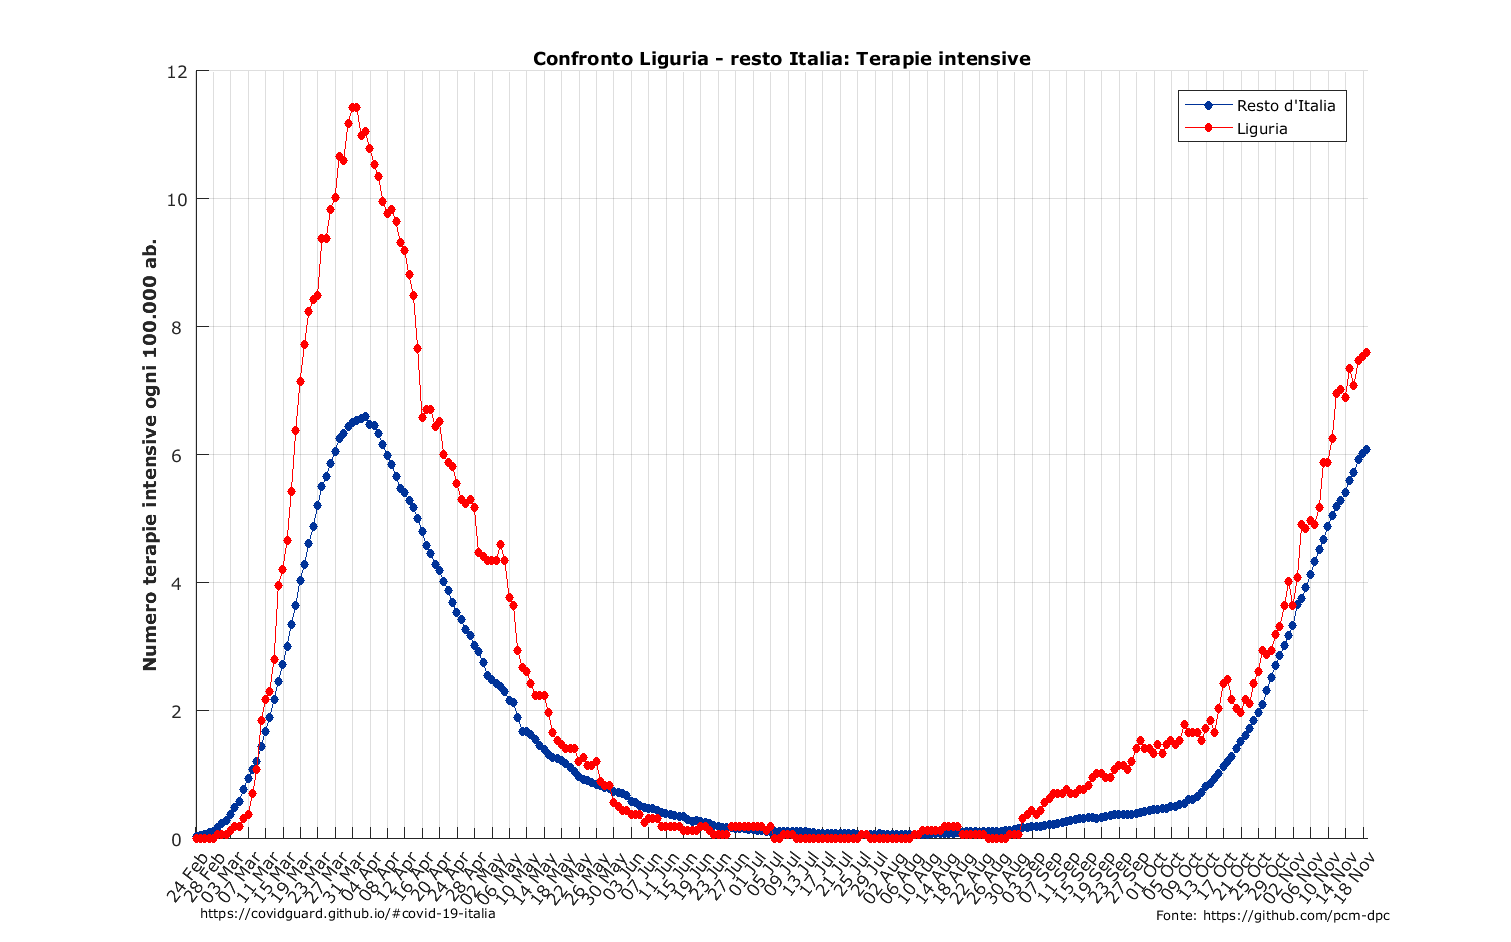 Confronto Liguria - resto Italia: Terapie intensive
Numero terapie intensive ogni 100.000 ab.
12
10
8
6
4
2
0
Resto d'Italia
Liguria
24 Feb
28 Feb
03 Mar
07 Mar
11 Mar
15 Mar
19 Mar
23 Mar
27 Mar
31 Mar
04 Apr
08 Apr
12 Apr
16 Apr
20 Apr
24 Apr
28 Apr
02 May
06 May
10 May
14 May
18 May
22 May
26 May
30 May
03 Jun
07 Jun
11 Jun
15 Jun
19 Jun
23 Jun
27 Jun
01 Jul
05 Jul
09 Jul
13 Jul
17 Jul
21 Jul
25 Jul
29 Jul
02 Aug
06 Aug
10 Aug
14 Aug
18 Aug
22 Aug
26 Aug
30 Aug
03 Sep
07 Sep
11 Sep
15 Sep
19 Sep
23 Sep
27 Sep
01 Oct
05 Oct
09 Oct
13 Oct
17 Oct
21 Oct
25 Oct
29 Oct
02 Nov
06 Nov
10 Nov
14 Nov
18 Nov
https://covidguard.github.io/#covid-19-italia
Fonte: https://github.com/pcm-dpc